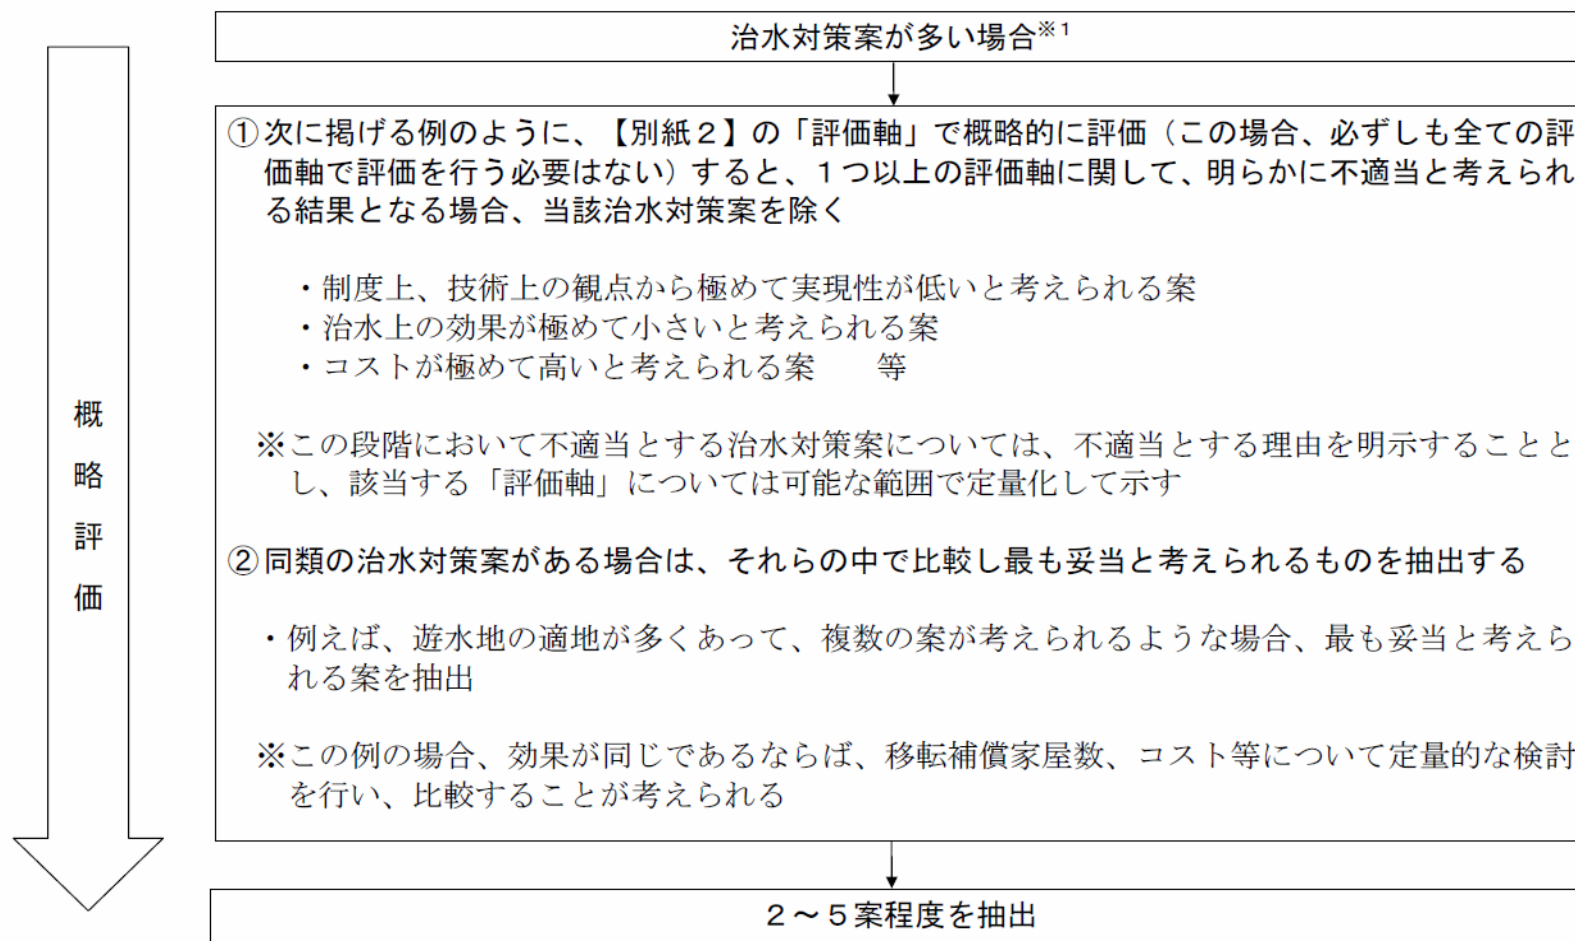 治水対策案が多い場合※1
①次に掲げる例のように、【別紙2】の「評価軸」で概略的に評価（この場合、必ずしも全ての評
価軸で評価を行う必要はない）すると、1つ以上の評価軸に関して、明らかに不適当と考えられ
る結果となる場合、当該治水対策案を除く
・制度上、技術上の観点から極めて実現性が低いと考えられる案
・治水上の効果が極めて小さいと考えられる案
・コストが極めて高いと考えられる案　等
※この段階において不適当とする治水対策案については、不適当とする理由を明示することと
し、該当する「評価軸」については可能な範囲で定量化して示す
②同類の治水対策案がある場合は、それらの中で比較し最も妥当と考えられるものを抽出する
・例えば、遊水地の適地が多くあって、複数の案が考えられるような場合、最も妥当と考えら
れる案を抽出
※この例の場合、効果が同じであるならば、移転補償家屋数、コスト等について定量的な検討
を行い、比較することが考えられる
2～5案程度を抽出
概略評価